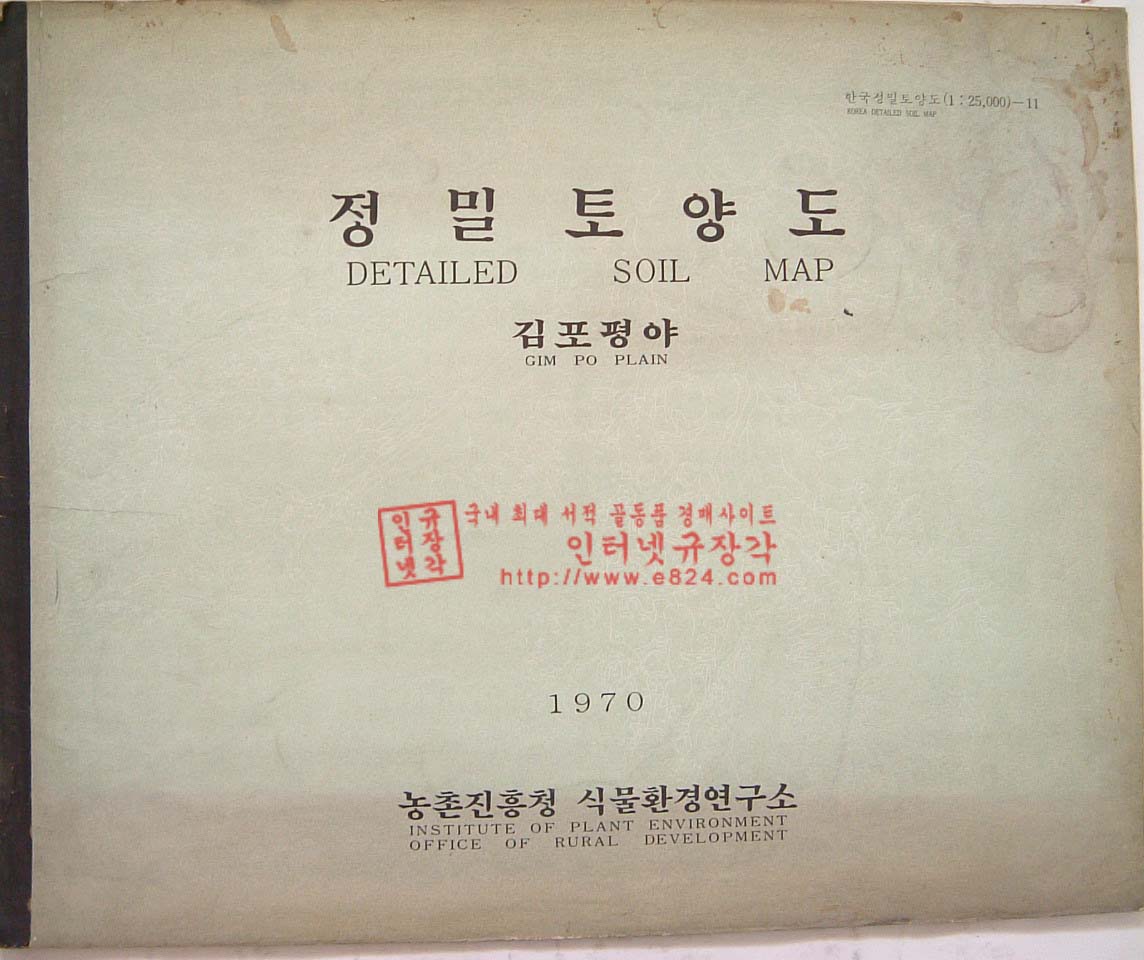 한국정밀토양도(1:25,000)—11
KOREA DETAILED SOIL MAP
정밀토양도
DETAILED SOIL MAP
김포평야
GIM PO PLAIN
인터넷 규장각
국내 최대 서적 골동품 경매사이트
인터넷규장각
http://www.e824.com
1970
농촌진흥청 식물환경연구소
INSTITUTE OF PLANT ENVIRONMENT
OFFICE OF RURAL DEVELOPMENT